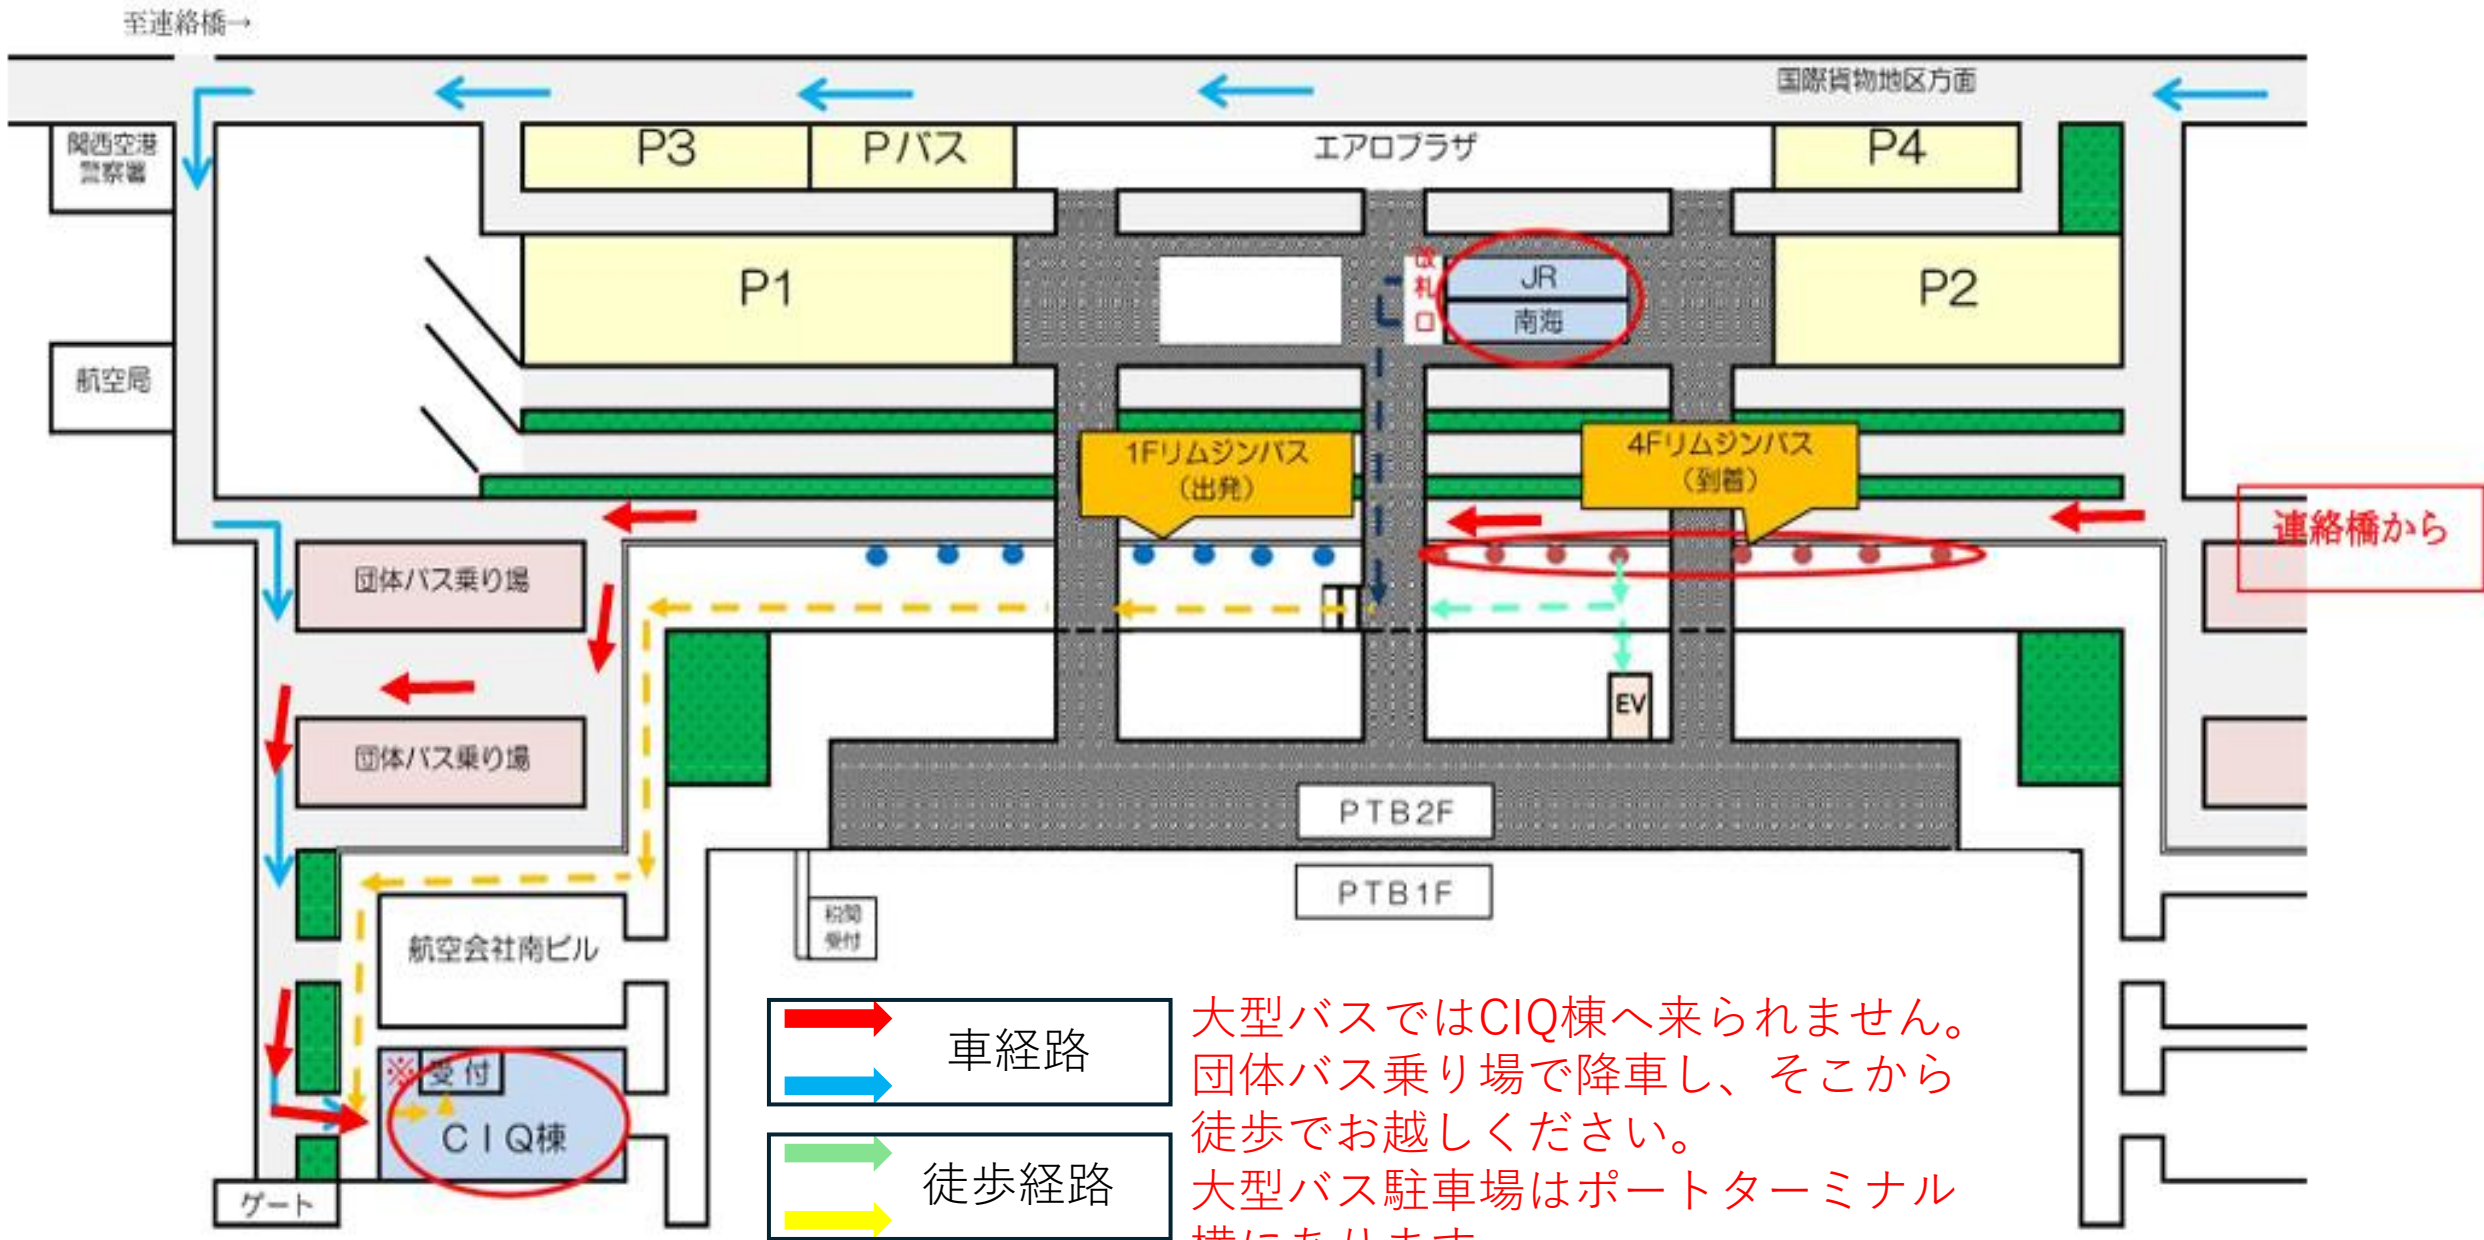 至連絡橋→
国際貨物地区方面
関西空港
警察署
P3
Pバス
エアロプラザ
P4
P1
改
札
口
JR
南海
P2
航空局
1Fリムジンバス
（出発）
4Fリムジンバス
（到着）
連絡橋から
団体バス乗り場
EV
団体バス乗り場
PTB2F
PTB1F
税関
受付
航空会社南ビル
※受付
CIQ棟
ゲート
車経路
徒歩経路
大型バスではCIQ棟へ来られません。
団体バス乗り場で降車し、そこから
徒歩でお越しください。
大型バス駐車場はポートターミナル
横にあります